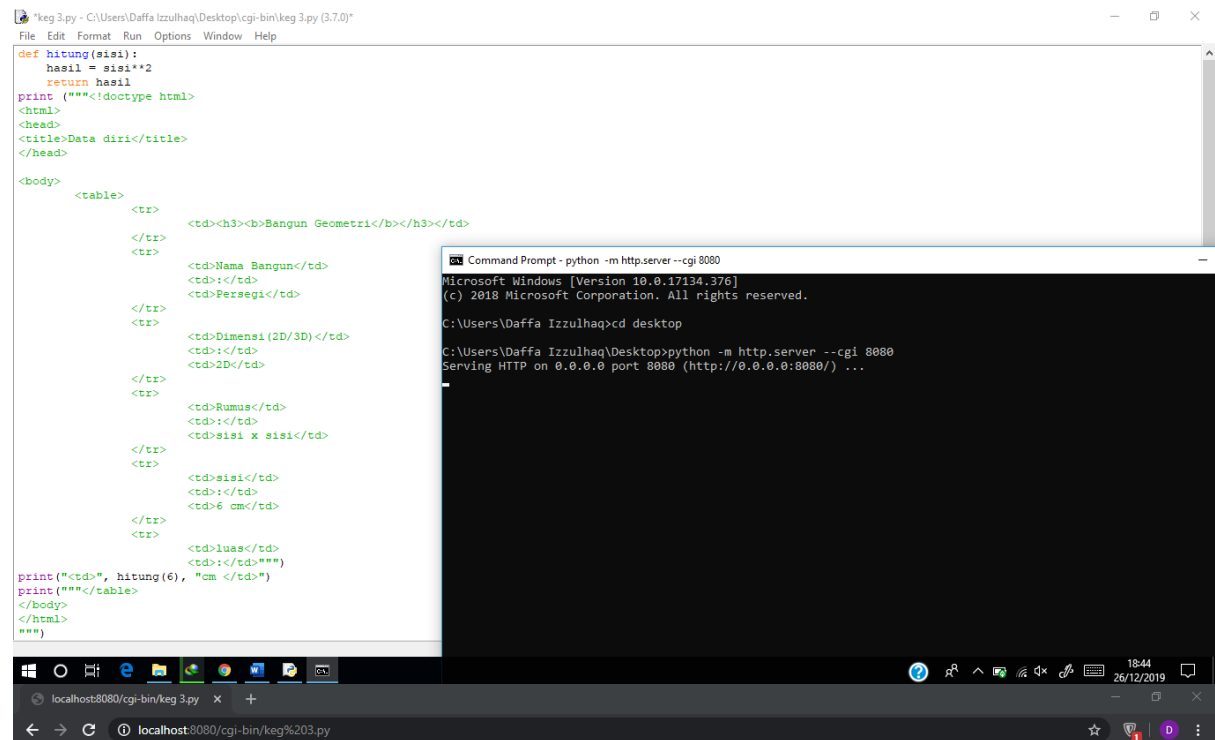 *keg 3.py - C:\Users\Daffa Izzulhaq\Desktop\cgi-bin\keg 3.py (3.7.0)*
File Edit Format Run Options Window Help
def hitung(sisi):
    hasil = sisi**2
    return hasil
print ("""<!doctype html>
<html>
<head>
<title>Data diri</title>
</head>
<body>
<table>
<tr>
<td><h3><b>Bangun Geometri</b></h3></td>
</tr>
<tr>
<td>Nama Bangun</td>
<td>:</td>
<td>Persegi</td>
</tr>
<tr>
<td>Dimensi(2D/3D)</td>
<td>:</td>
<td>2D</td>
</tr>
<tr>
<td>Rumus</td>
<td>:</td>
<td>sisi x sisi</td>
</tr>
<tr>
<td>sisi</td>
<td>:</td>
<td>6 cm</td>
</tr>
<tr>
<td>luas</td>
<td>:</td>""")
print("<td>", hitung(6), "cm </td>")
print("""</table>
</body>
</html>
""")
Command Prompt - python -m http.server --cgi 8080
Microsoft Windows [Version 10.0.17134.376]
(c) 2018 Microsoft Corporation. All rights reserved.
C:\Users\Daffa Izzulhaq>cd desktop
C:\Users\Daffa Izzulhaq\Desktop>python -m http.server --cgi 8080
Serving HTTP on 0.0.0.0 port 8080 (http://0.0.0.0:8080/) ...
18:44
26/12/2019
localhost:8080/cgi-bin/keg 3.py
localhost:8080/cgi-bin/keg%203.py
1
D